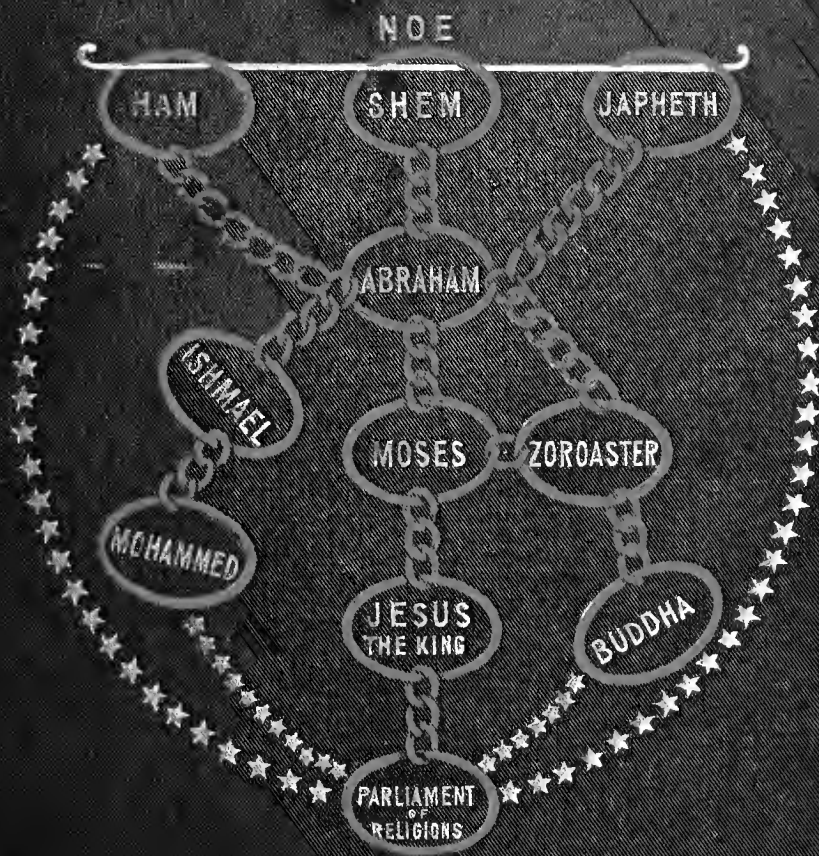 NOE
HAM
SHEM
JAPHETH
ABRAHAM
ISHMAEL
MOSES
ZOROASTER
MOHAMMED
JESUS
THE KING
BUDDHA
PARLIAMENT
OF
RELIGIONS